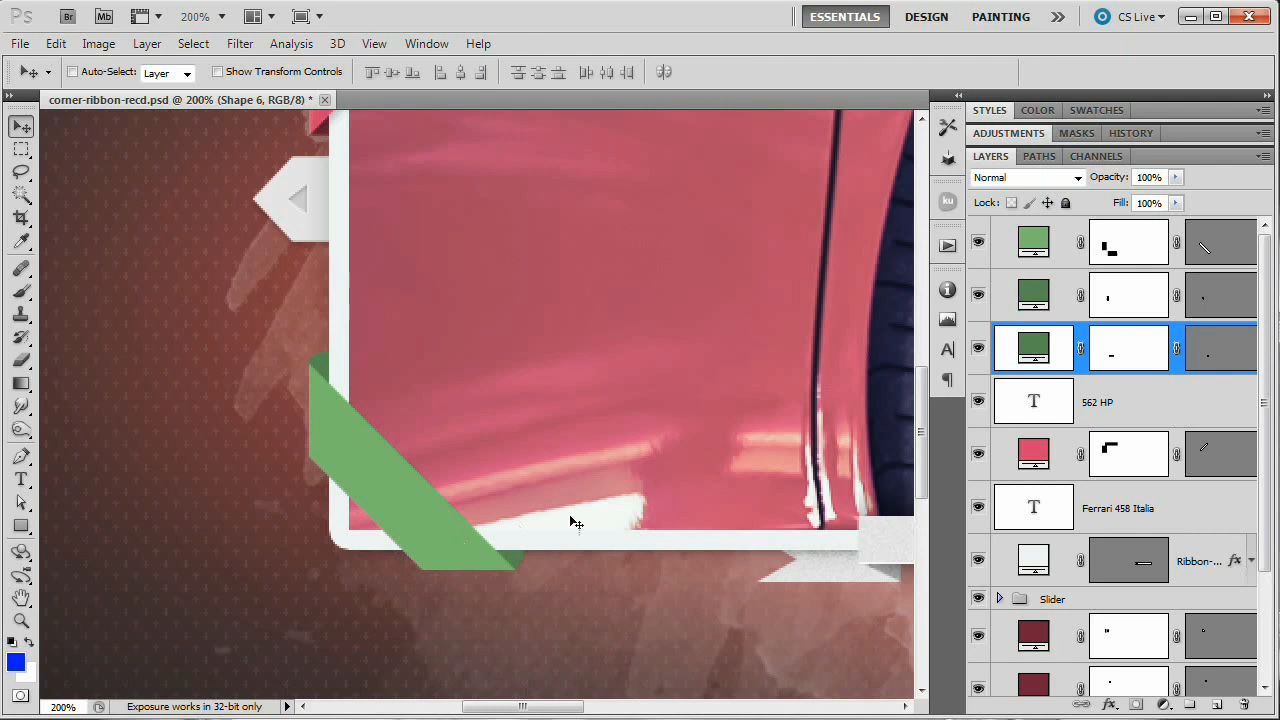 Ps Br Mb 200% ESSENTIALS DESIGN PAINTING CS Live
File Edit Image Layer Select Filter Analysis 3D View Window Help
Auto-Select: Layer Show Transform Controls
corner-ribbon-recd.psd @ 200% (Shape 6, RGB/8) *
STYLES COLOR SWATCHES
ADJUSTMENTS MASKS HISTORY
LAYERS PATHS CHANNELS
Normal Opacity: 100%
Lock: Fill: 100%
ku
T 562 HP
T Ferrari 458 Italia
Ribbon-... fx
Slider
200% Exposure works in 32-bit only